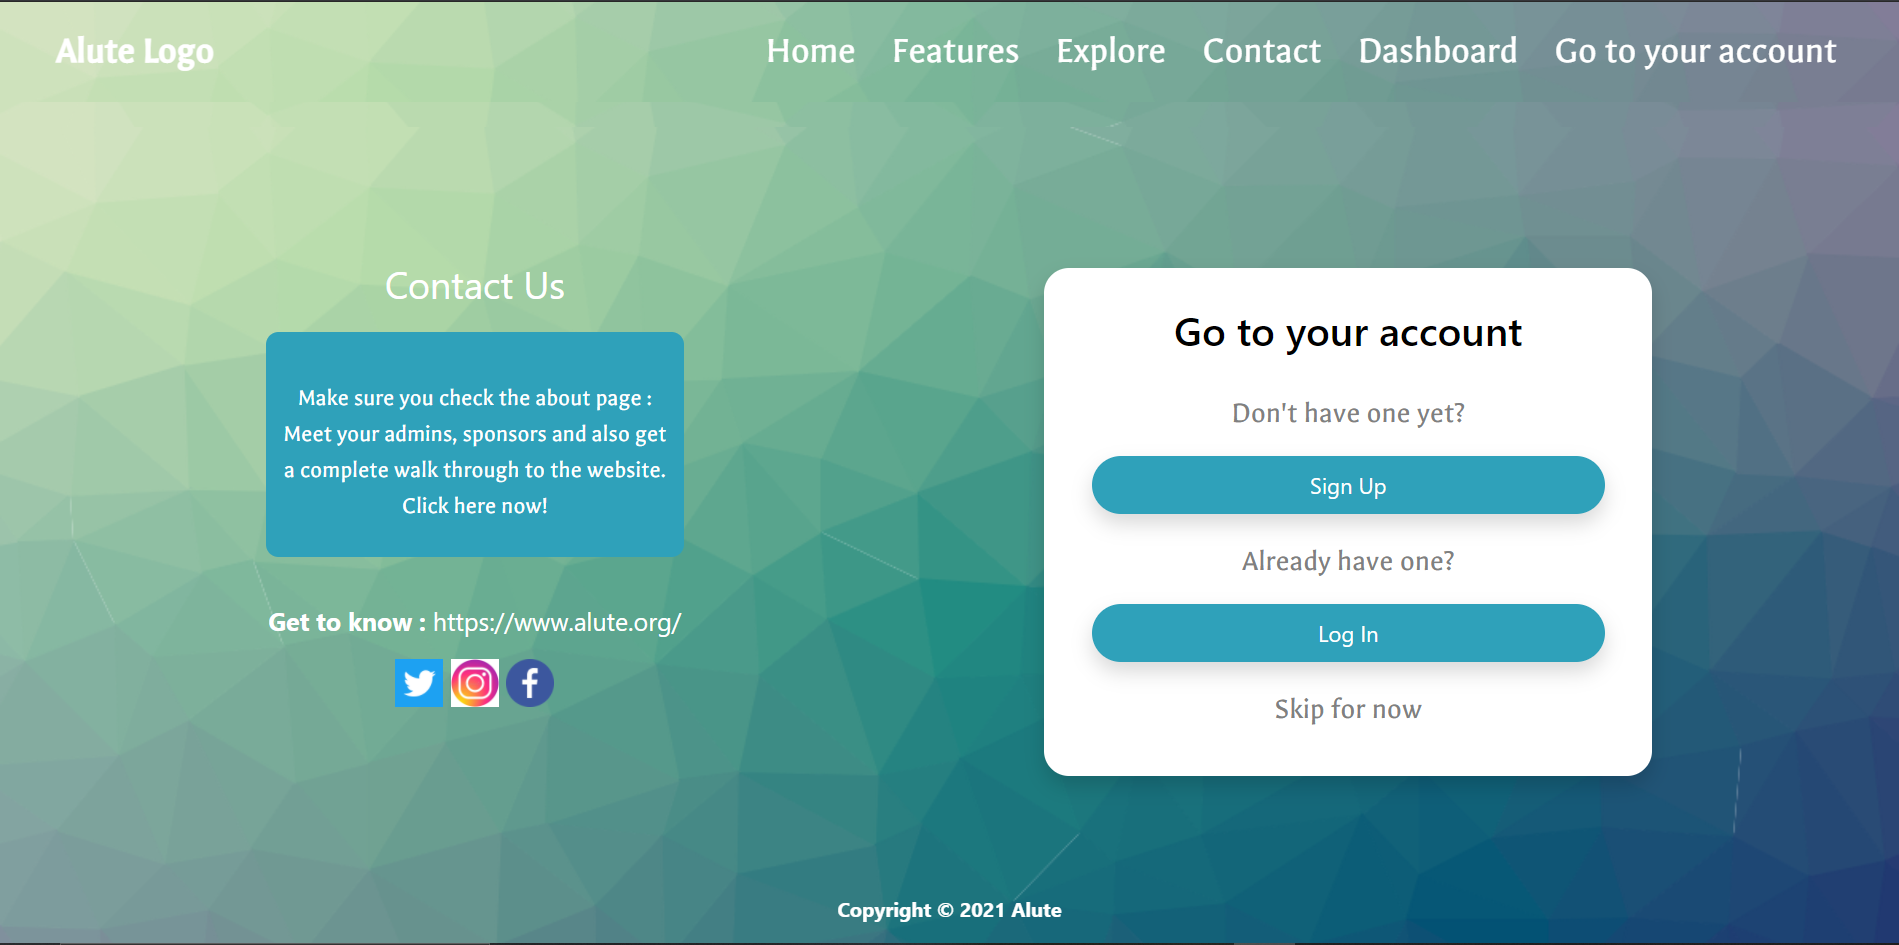 Alute Logo
Home Features Explore Contact Dashboard Go to your account
Contact Us
Make sure you check the about page :
Meet your admins, sponsors and also get
a complete walk through to the website.
Click here now!
Get to know : https://www.alute.org/
Go to your account
Don't have one yet?
Sign Up
Already have one?
Log In
Skip for now
Copyright © 2021 Alute